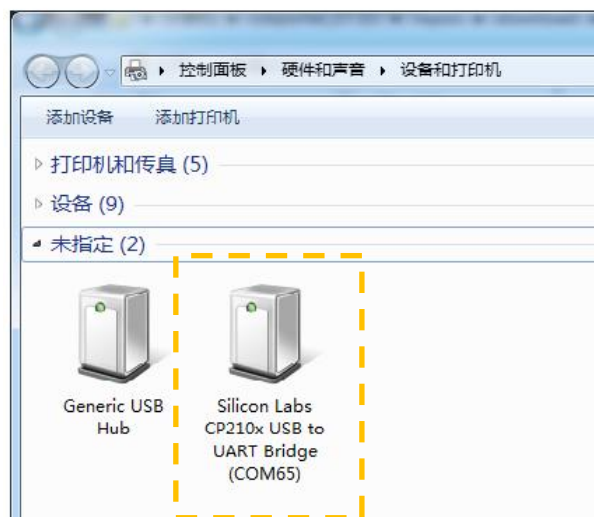 控制面板 ▸ 硬件和声音 ▸ 设备和打印机
添加设备 添加打印机
打印机和传真 (5)
设备 (9)
未指定 (2)
Generic USB
Hub
Silicon Labs
CP210x USB to
UART Bridge
(COM65)